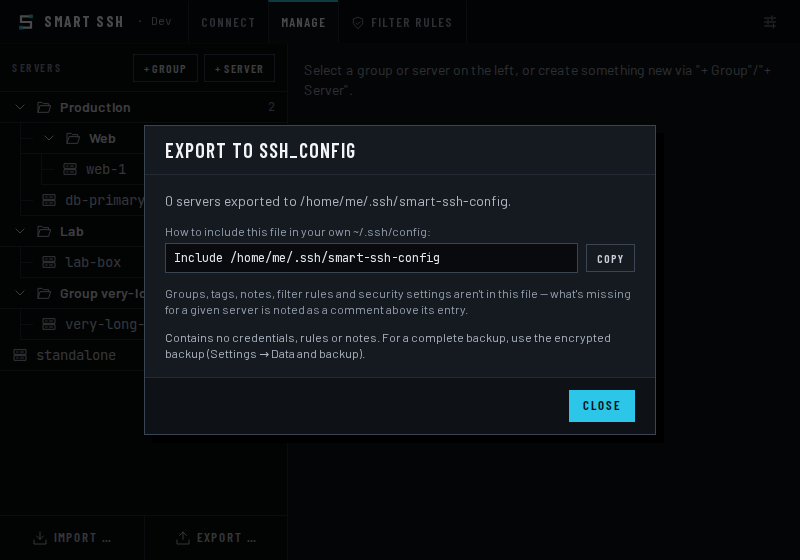 SMART SSH · Dev CONNECT MANAGE FILTER RULES
SERVERS +GROUP +SERVER
Select a group or server on the left, or create something new via "+ Group"/"+
Server".
Production 2
Web
web-1
db-primary
Lab
lab-box
Group very-lo
very-long-
standalone
IMPORT … EXPORT …
EXPORT TO SSH_CONFIG
0 servers exported to /home/me/.ssh/smart-ssh-config.
How to include this file in your own ~/.ssh/config:
Include /home/me/.ssh/smart-ssh-config COPY
Groups, tags, notes, filter rules and security settings aren't in this file — what's missing
for a given server is noted as a comment above its entry.
Contains no credentials, rules or notes. For a complete backup, use the encrypted
backup (Settings → Data and backup).
CLOSE